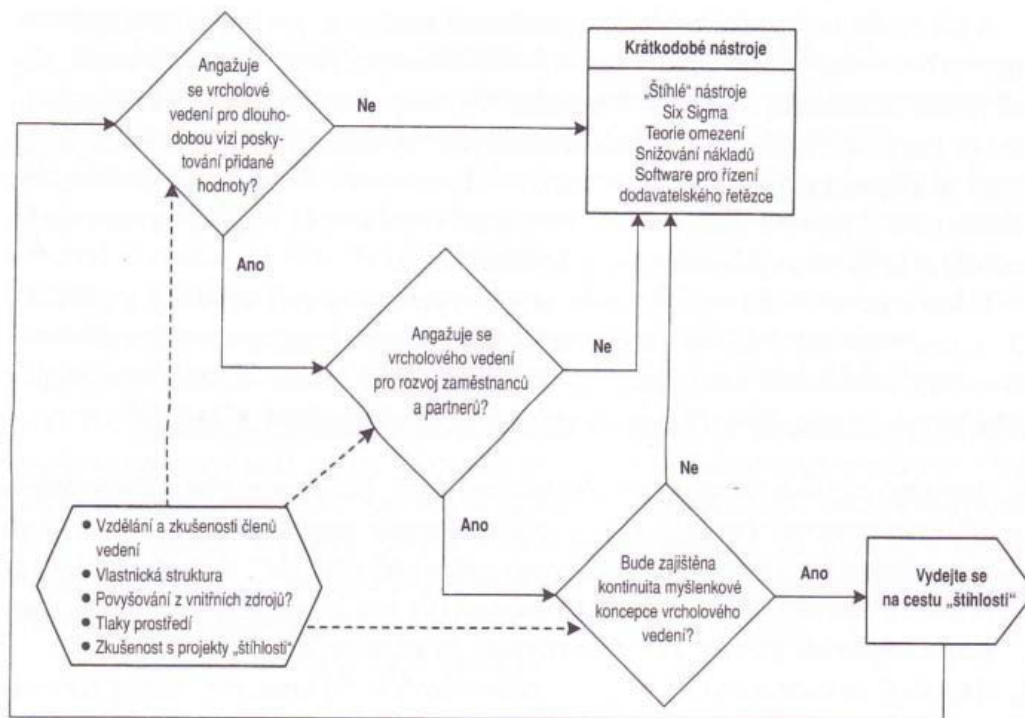 Angažuje
se vrcholové
vedení pro dlouho-
dobou vizi posky-
tování přidané
hodnoty?
Ne
Krátkodobé nástroje
„Štíhlé” nástroje
Six Sigma
Teorie omezení
Snižování nákladů
Software pro řízení
dodavatelského řetězce
Ano
Angažuje se
vrcholového vedení
pro rozvoj zaměstnanců
a partnerů?
Ne
Ne
Ano
• Vzdělání a zkušenosti členů
vedení
• Vlastnická struktura
• Povyšování z vnitřních zdrojů?
• Tlaky prostředí
• Zkušenost s projekty „štíhlosti”
Bude zajištěna
kontinuita myšlenkové
koncepce vrcholového
vedení?
Ano
Vydejte se
na cestu „štíhlosti”